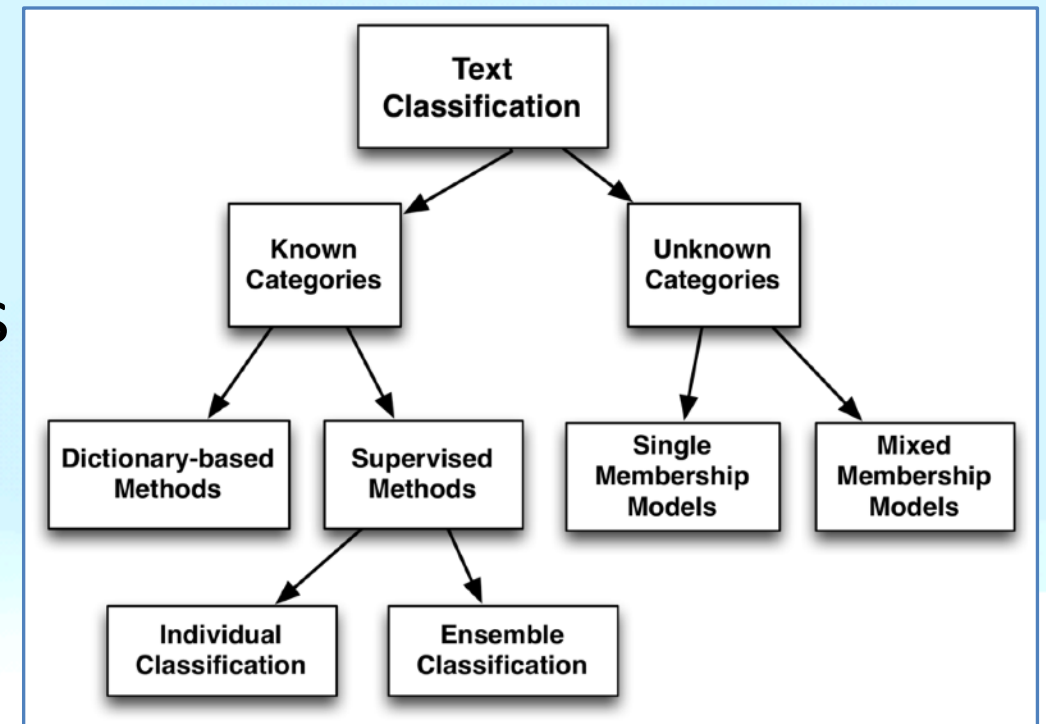 Text
Classification
Known
Categories
Unknown
Categories
s
Dictionary-based
Methods
Supervised
Methods
Single
Membership
Models
Mixed
Membership
Models
Individual
Classification
Ensemble
Classification